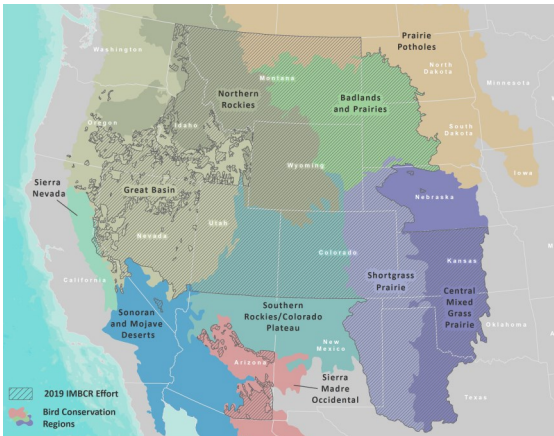 Washington
Prairie
Potholes
North
Dakota
Montana
Minnesota
Northern
Rockies
Badlands
and Prairies
Oregon
Idaho
South
Dakota
Wyoming
Iowa
Sierra
Nevada
Great Basin
Nebraska
Utah
Nevada
Colorado
Kansas
California
Shortgrass
Prairie
Central
Mixed
Grass
Prairie
Sonoran
and Mojave
Deserts
Southern
Rockies/Colorado
Plateau
Oklahoma
New
Mexico
Arizona
Sierra
Madre
Occidental
Texas
2019 IMBCR Effort
Bird Conservation
Regions